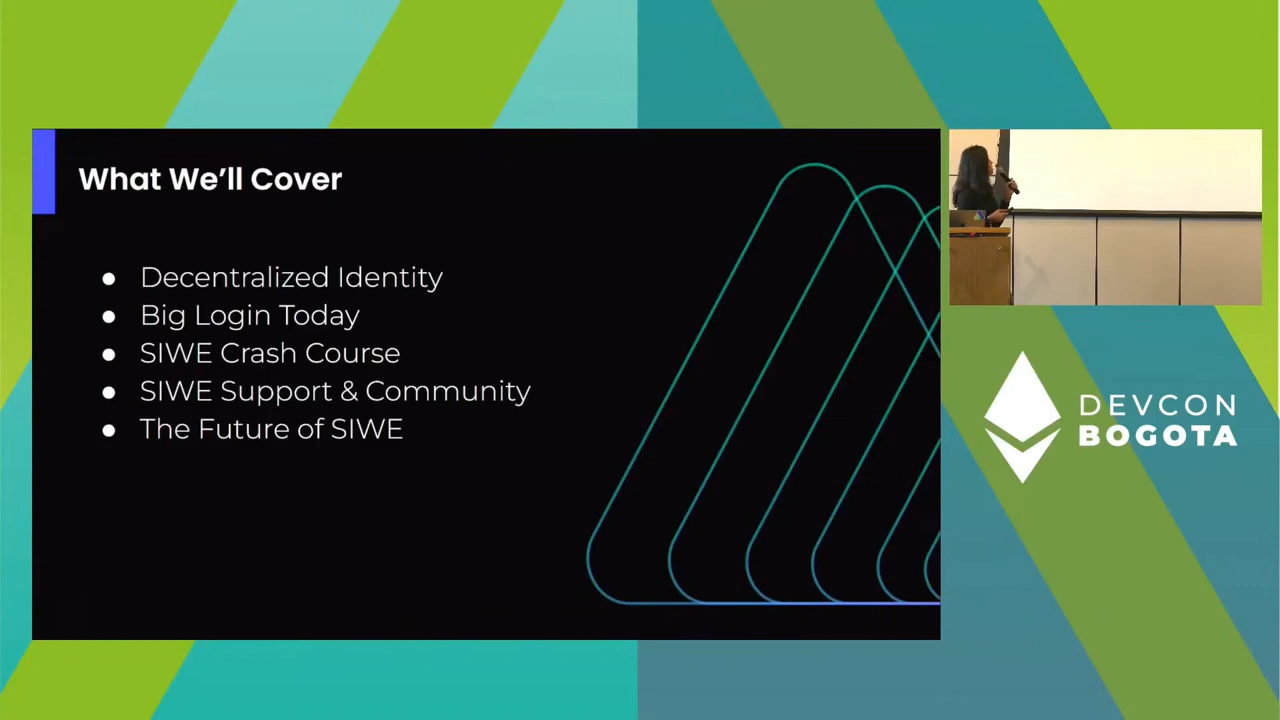 What We'll Cover
● Decentralized Identity
● Big Login Today
● SIWE Crash Course
● SIWE Support & Community
● The Future of SIWE
DEVCON
BOGOTA